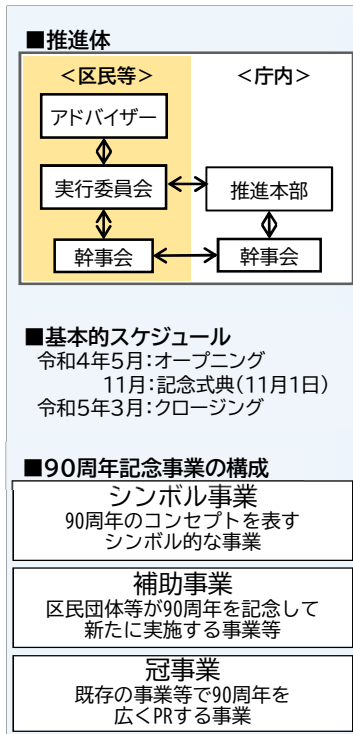 ■推進体
<区民等>
<庁内>
アドバイザー
実行委員会
推進本部
幹事会
幹事会
■基本的スケジュール
令和4年5月：オープニング
11月：記念式典(11月1日)
令和5年3月：クロージング
■90周年記念事業の構成
シンボル事業
90周年のコンセプトを表す
シンボル的な事業
補助事業
区民団体等が90周年を記念して
新たに実施する事業等
冠事業
既存の事業等で90周年を
広くPRする事業